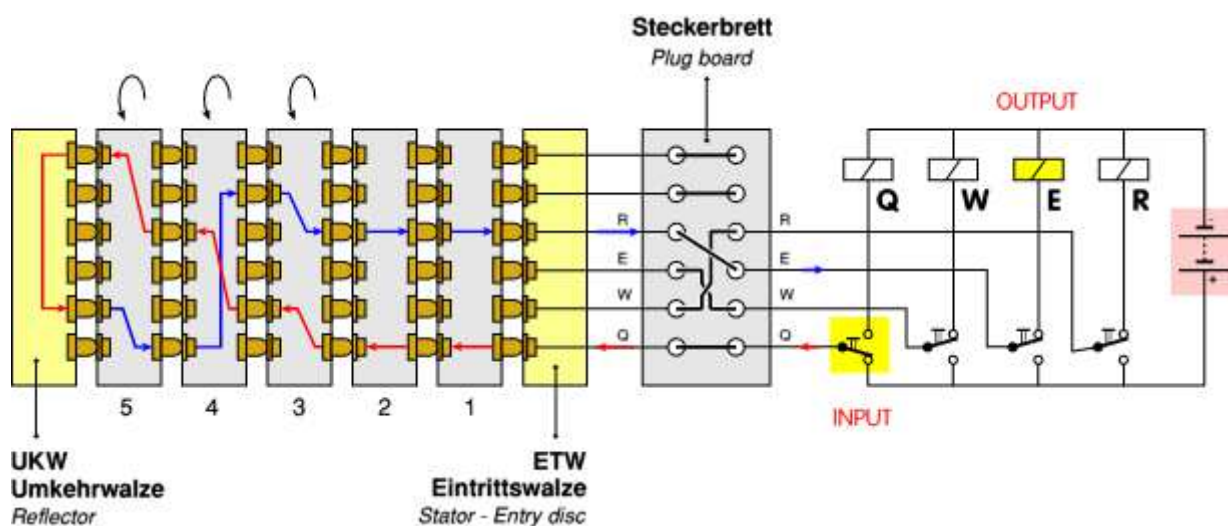 Steckerbrett
Plug board
OUTPUT
Q W E R
R R
E E
W W
Q Q
- +
5 4 3 2 1
INPUT
UKW
Umkehrwalze
Reflector
ETW
Eintrittswalze
Stator - Entry disc